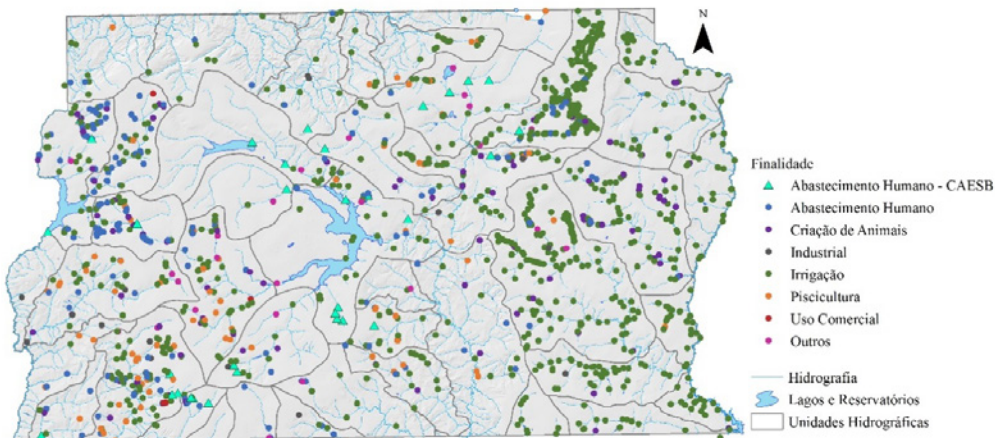 N
Finalidade
Abastecimento Humano - CAESB
Abastecimento Humano
Criação de Animais
Industrial
Irrigação
Piscicultura
Uso Comercial
Outros
Hidrografia
Lagos e Reservatórios
Unidades Hidrográficas